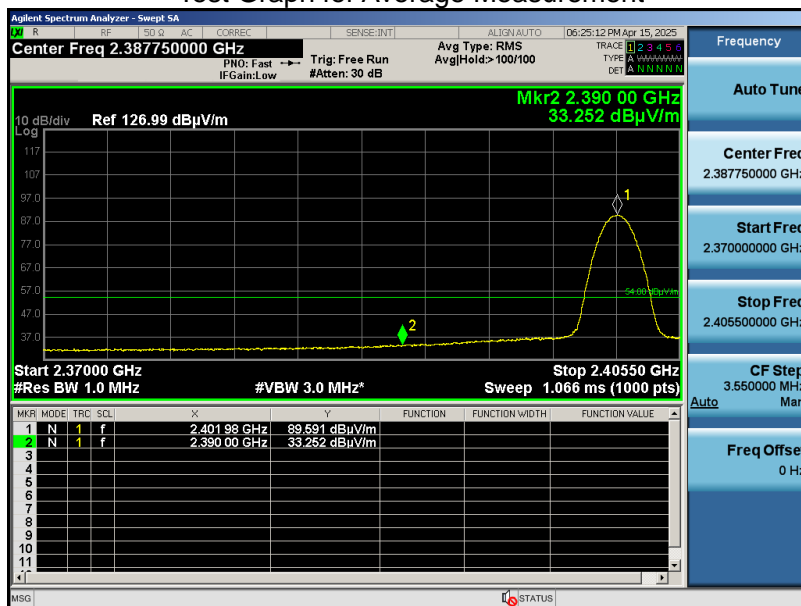 Test Graph for Average Measurement
Agilent Spectrum Analyzer - Swept SA
LXI R RF 50 Ω AC CORREC SENSE:INT ALIGN AUTO 06:25:12 PM Apr 15, 2025
Center Freq 2.387750000 GHz Avg Type: RMS TRACE 1 2 3 4 5 6
PNO: Fast Trig: Free Run Avg|Hold:>100/100 TYPE A WWWWW
IFGain:Low #Atten: 30 dB DET A N N N N N
Mkr2 2.390 00 GHz
10 dB/div Ref 126.99 dBµV/m 33.252 dBµV/m
Log
117
107
97.0
1
87.0
77.0
67.0
57.0
54.00 dBµV/m
47.0
2
37.0
Start 2.37000 GHz Stop 2.40550 GHz
#Res BW 1.0 MHz #VBW 3.0 MHz* Sweep 1.066 ms (1000 pts)
MKR MODE TRC SCL X Y FUNCTION FUNCTION WIDTH FUNCTION VALUE
1 N 1 f 2.401 98 GHz 89.591 dBµV/m
2 N 1 f 2.390 00 GHz 33.252 dBµV/m
3
4
5
6
7
8
9
10
11
MSG STATUS
Frequency
Auto Tune
Center Freq
2.387750000 GHz
Start Freq
2.370000000 GHz
Stop Freq
2.405500000 GHz
CF Step
3.550000 MHz
Auto Man
Freq Offset
0 Hz